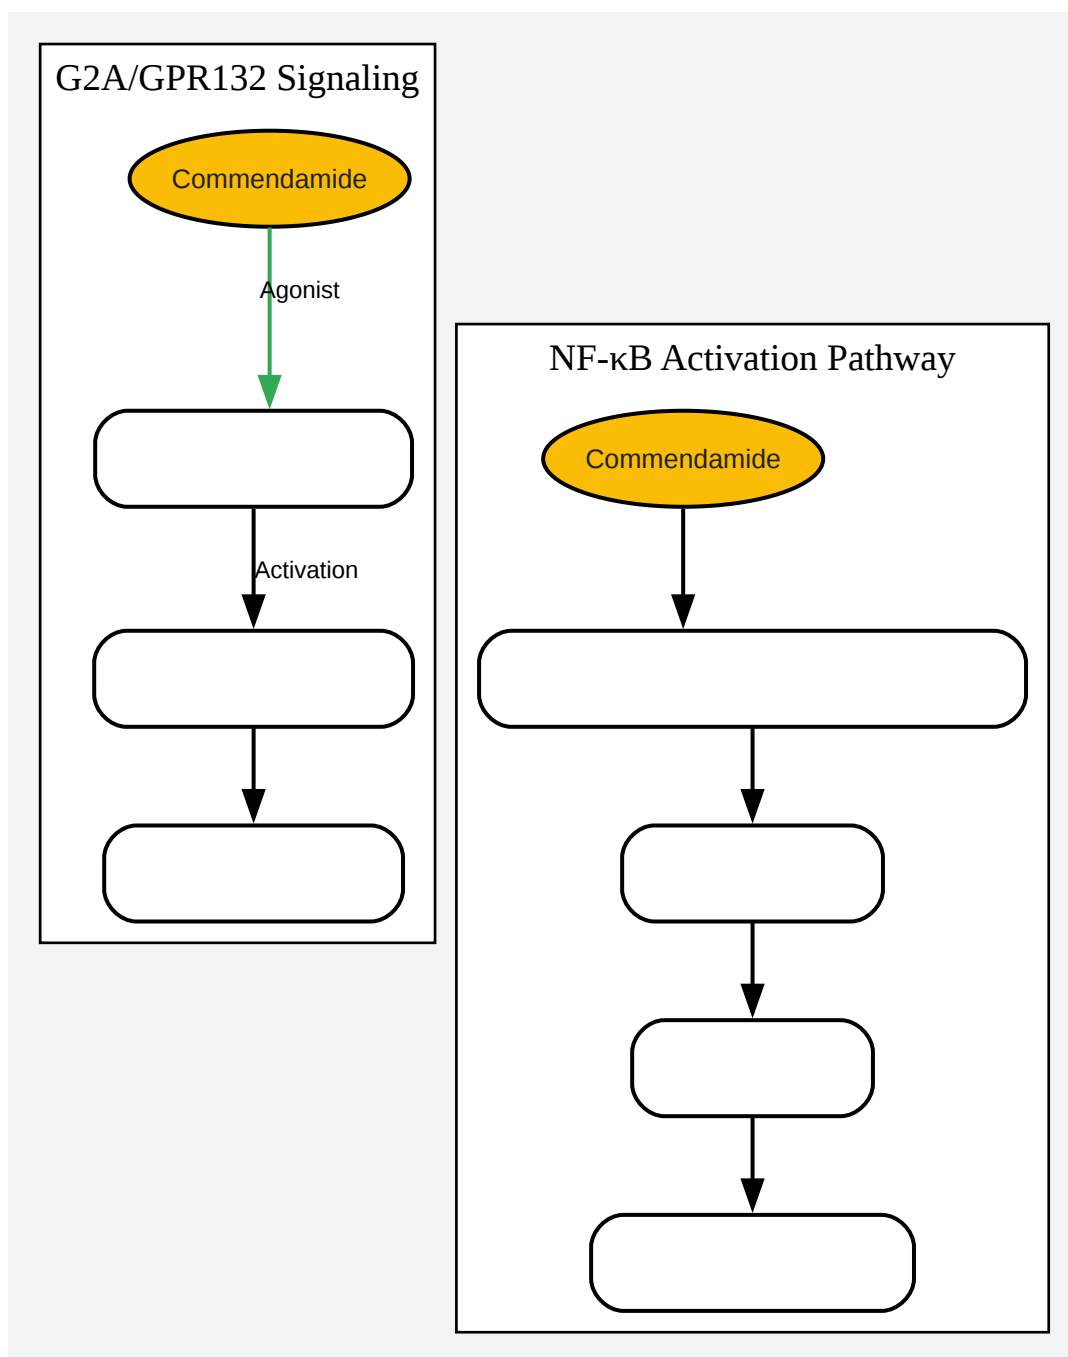 G2A/GPR132 Signaling
Commendamide
Agonist
Activation
NF-κB Activation Pathway
Commendamide